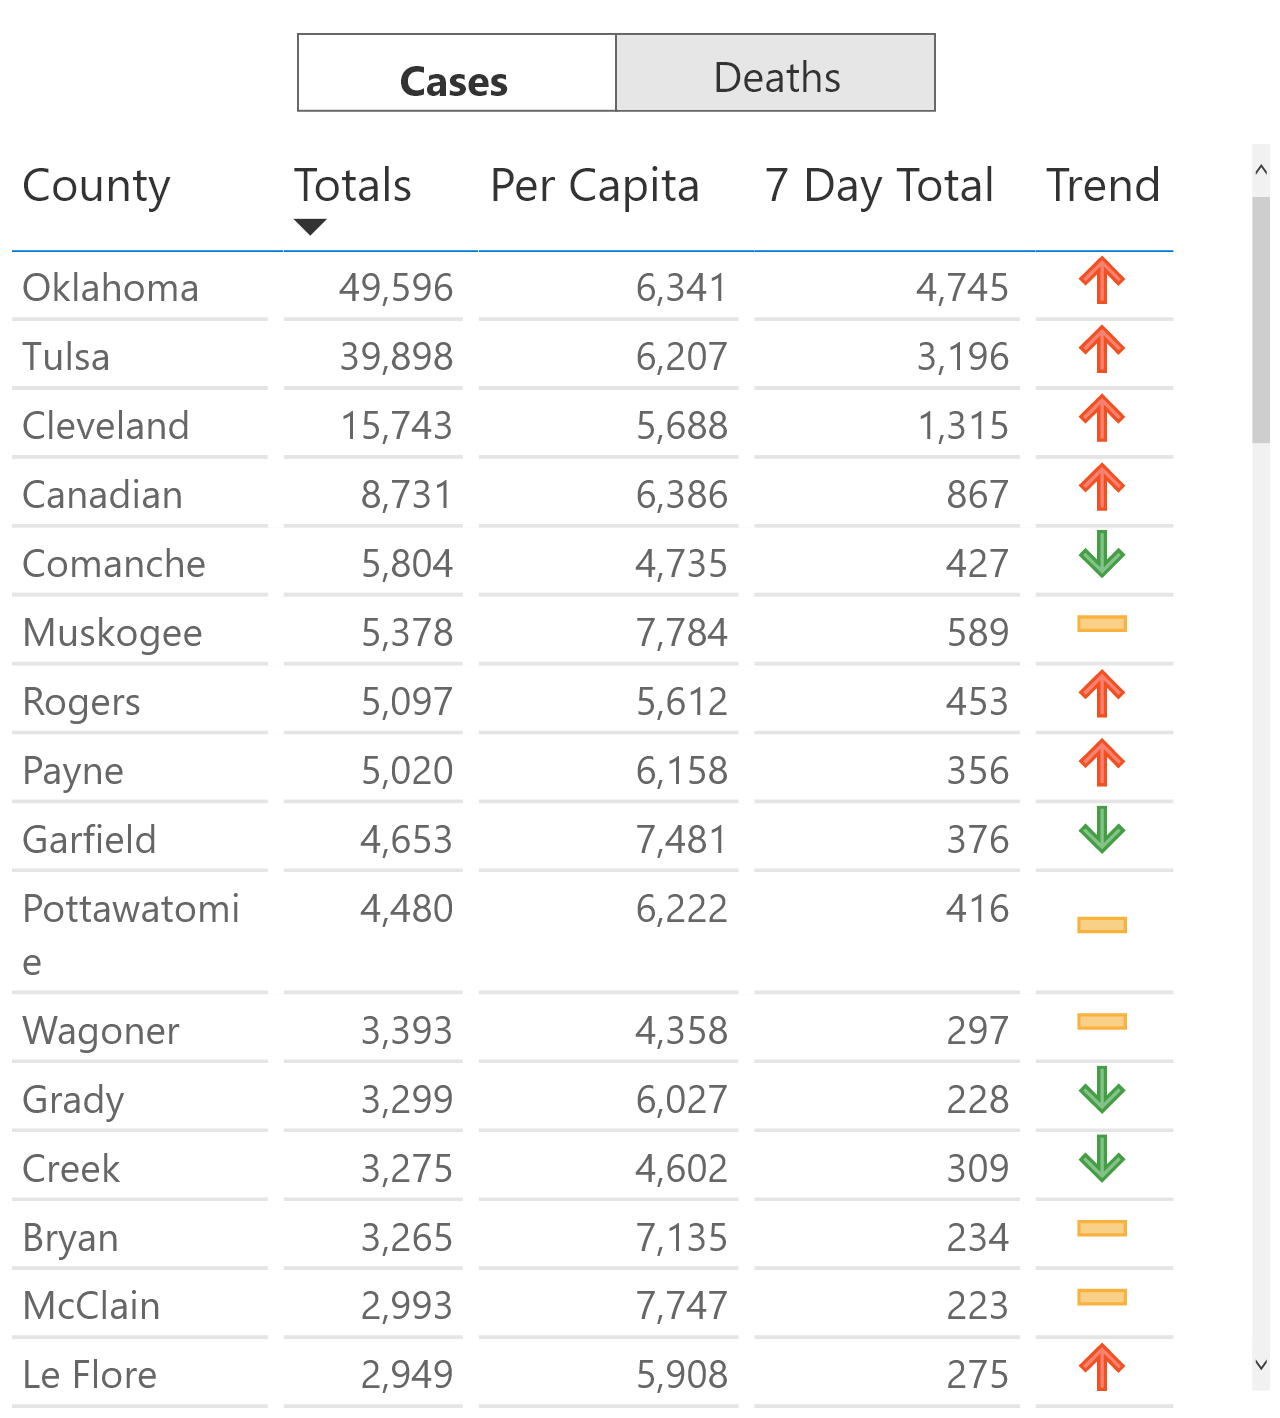 Cases Deaths
County Totals Per Capita 7 Day Total Trend
Oklahoma 49,596 6,341 4,745
Tulsa 39,898 6,207 3,196
Cleveland 15,743 5,688 1,315
Canadian 8,731 6,386 867
Comanche 5,804 4,735 427
Muskogee 5,378 7,784 589
Rogers 5,097 5,612 453
Payne 5,020 6,158 356
Garfield 4,653 7,481 376
Pottawatomi 4,480 6,222 416
e
Wagoner 3,393 4,358 297
Grady 3,299 6,027 228
Creek 3,275 4,602 309
Bryan 3,265 7,135 234
McClain 2,993 7,747 223
Le Flore 2,949 5,908 275